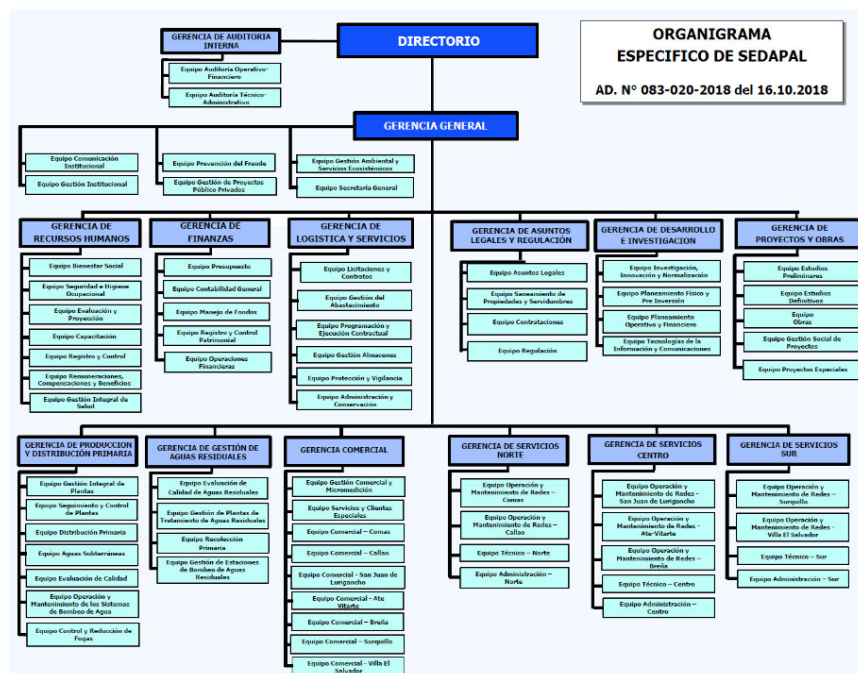 ORGANIGRAMA
ESPECIFICO DE SEDAPAL
AD. N° 083-020-2018 del 16.10.2018
DIRECTORIO
GERENCIA DE AUDITORIA
INTERNA
Equipo Auditoría Operativo-
Financiero
Equipo Auditoría Técnico-
Administrativo
GERENCIA GENERAL
Equipo Comunicación
Institucional
Equipo Gestión Institucional
Equipo Prevención del Fraude
Equipo Gestión de Proyectos
Público Privados
Equipo Gestión Ambiental y
Servicios Ecosistémicos
Equipo Secretaría General
GERENCIA DE
RECURSOS HUMANOS
Equipo Bienestar Social
Equipo Seguridad e Higiene
Ocupacional
Equipo Evaluación y
Proyección
Equipo Capacitación
Equipo Registro y Control
Equipo Remuneraciones,
Compensaciones y Beneficios
Equipo Gestión Integral de
Salud
GERENCIA DE
FINANZAS
Equipo Presupuesto
Equipo Contabilidad General
Equipo Manejo de Fondos
Equipo Registro y Control
Patrimonial
Equipo Operaciones
Financieras
GERENCIA DE
LOGISTICA Y SERVICIOS
Equipo Licitaciones y
Contratos
Equipo Gestión del
Abastecimiento
Equipo Programación y
Ejecución Contractual
Equipo Gestión Almacenes
Equipo Protección y Vigilancia
Equipo Administración y
Conservación
GERENCIA DE ASUNTOS
LEGALES Y REGULACIÓN
Equipo Asuntos Legales
Equipo Saneamiento de
Propiedades y Servidumbres
Equipo Contrataciones
Equipo Regulación
GERENCIA DE DESARROLLO
E INVESTIGACION
Equipo Investigación,
Innovación y Normalización
Equipo Planeamiento Físico y
Pre Inversión
Equipo Planeamiento
Operativo y Financiero
Equipo Tecnologías de la
Información y Comunicaciones
GERENCIA DE
PROYECTOS Y OBRAS
Equipo Estudios
Preliminares
Equipo Estudios
Definitivos
Equipo
Obras
Equipo Gestión Social de
Proyectos
Equipo Proyectos Especiales
GERENCIA DE PRODUCCION
Y DISTRIBUCIÓN PRIMARIA
Equipo Gestión Integral de
Plantas
Equipo Seguimiento y Control
de Plantas
Equipo Distribución Primaria
Equipo Aguas Subterráneas
Equipo Evaluación de Calidad
Equipo Operación y
Mantenimiento de los Sistemas
de Bombeo de Agua
Equipo Control y Reducción de
Fugas
GERENCIA DE GESTIÓN DE
AGUAS RESIDUALES
Equipo Evaluación de
Calidad de Aguas Residuales
Equipo Gestión de Plantas de
Tratamiento de Aguas Residuales
Equipo Recolección
Primaria
Equipo Gestión de Estaciones
de Bombeo de Aguas
Residuales
GERENCIA COMERCIAL
Equipo Gestión Comercial y
Micromedición
Equipo Servicios y Clientes
Especiales
Equipo Comercial – Comas
Equipo Comercial – Callao
Equipo Comercial - San Juan de
Lurigancho
Equipo Comercial - Ate
Vitarte
Equipo Comercial – Breña
Equipo Comercial – Surquillo
Equipo Comercial - Villa El
Salvador
GERENCIA DE SERVICIOS
NORTE
Equipo Operación y
Mantenimiento de Redes –
Comas
Equipo Operación y
Mantenimiento de Redes –
Callao
Equipo Técnico – Norte
Equipo Administración –
Norte
GERENCIA DE SERVICIOS
CENTRO
Equipo Operación y
Mantenimiento de Redes -
San Juan de Lurigancho
Equipo Operación y
Mantenimiento de Redes -
Ate-Vitarte
Equipo Operación y
Mantenimiento de Redes –
Breña
Equipo Técnico – Centro
Equipo Administración –
Centro
GERENCIA DE SERVICIOS
SUR
Equipo Operación y
Mantenimiento de Redes –
Surquillo
Equipo Operación y
Mantenimiento de Redes -
Villa El Salvador
Equipo Técnico – Sur
Equipo Administración – Sur